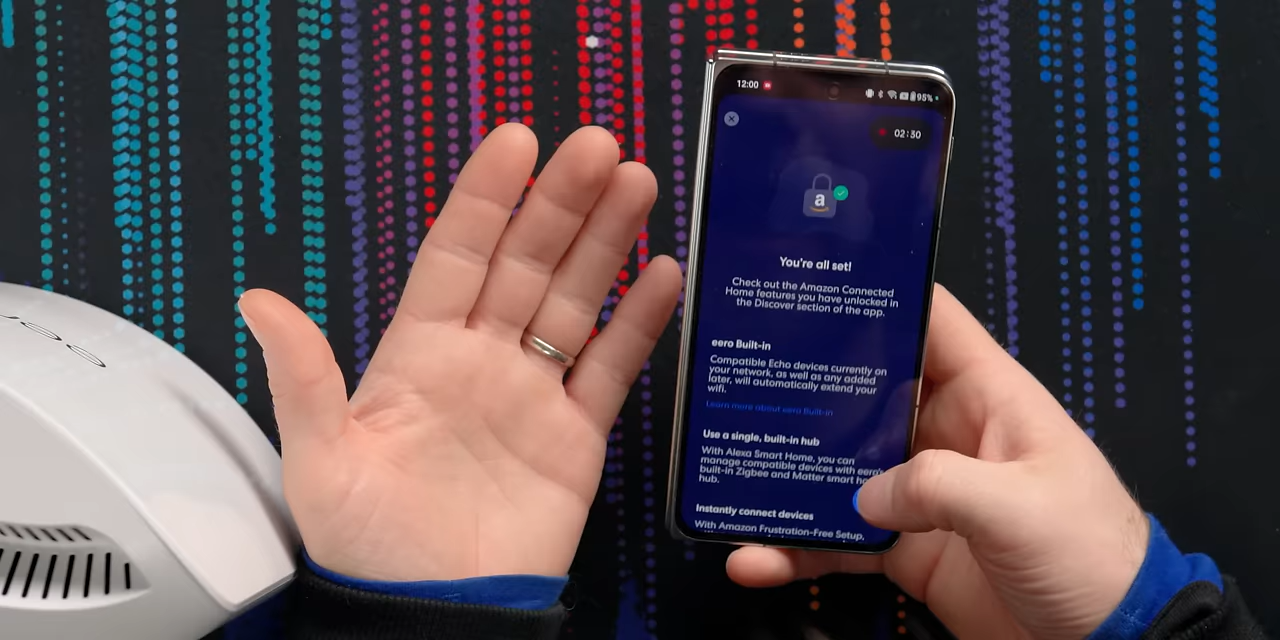 12:00
95%
02:30
a
You're all set!
Check out the Amazon Connected
Home features you have unlocked in
the Discover section of the app.
eero Built-in
Compatible Echo devices currently on
your network, as well as any added
later, will automatically extend your
wifi.
Learn more about eero Built-in
Use a single, built-in hub
With Alexa Smart Home, you can
manage compatible devices with eero's
built-in Zigbee and Matter smart
hub.
Instantly connect devices
With Amazon Frustration-Free Setup,